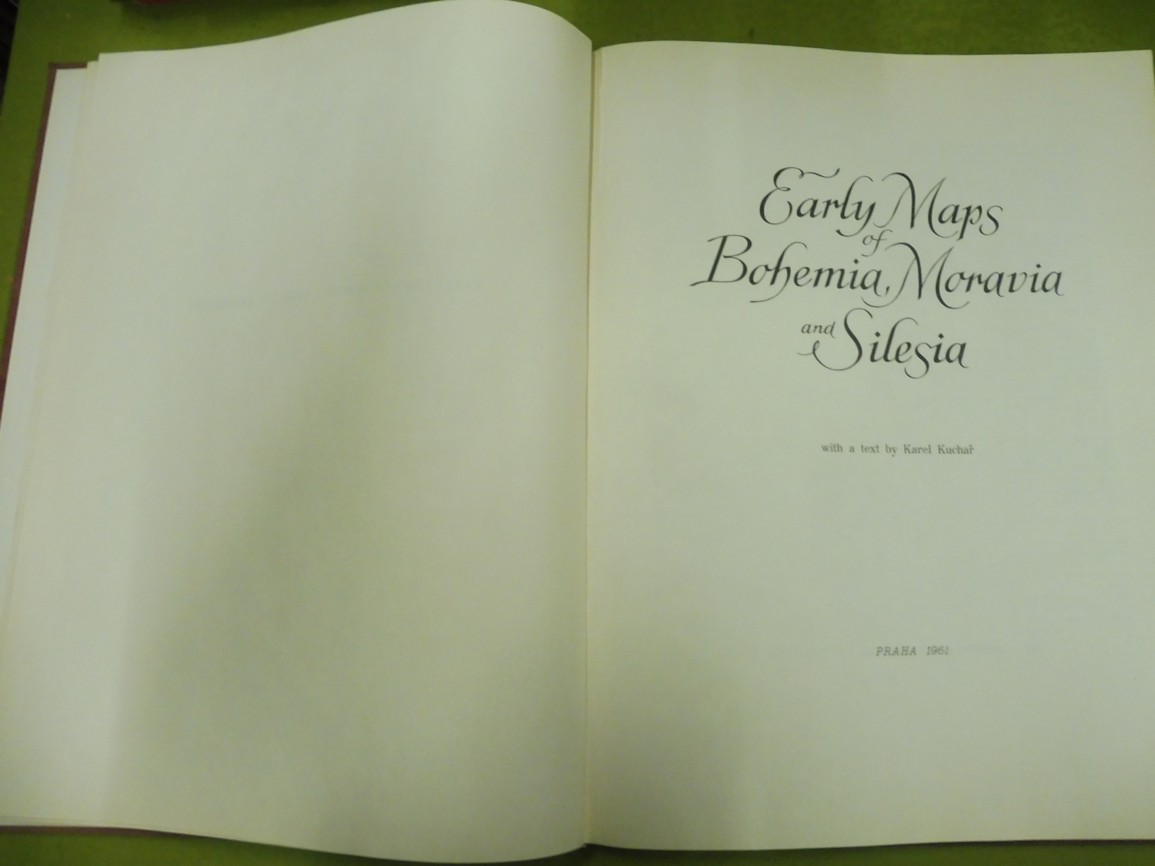 Early Maps
of
Bohemia, Moravia
and Silesia
with a text by Karel Kuchař
PRAHA 1961